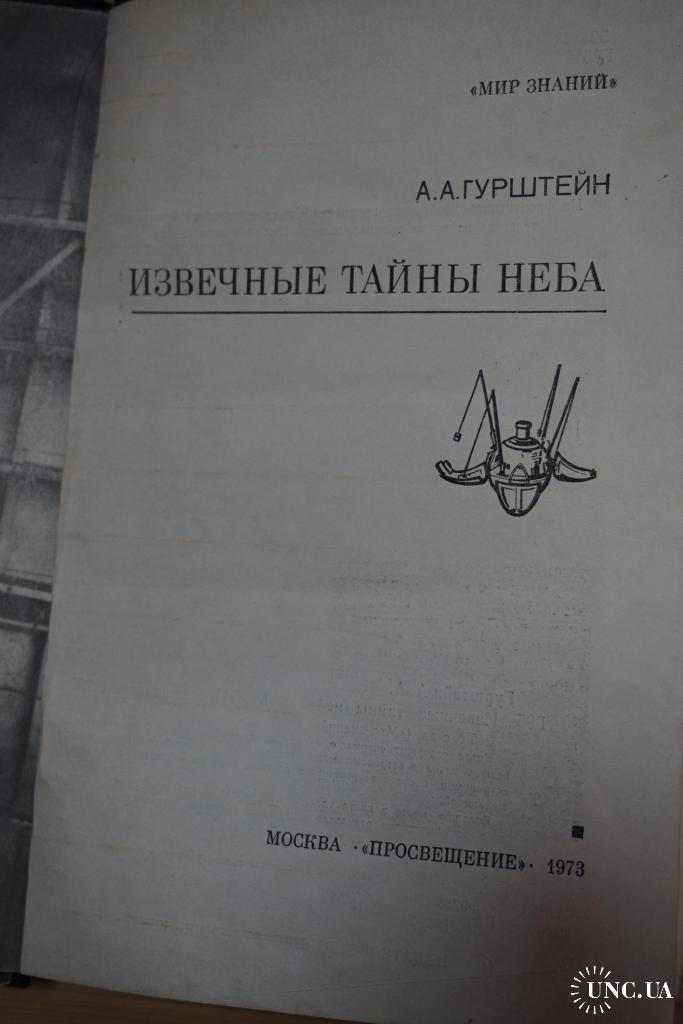 «МИР ЗНАНИЙ»
А.А.ГУРШТЕЙН
ИЗВЕЧНЫЕ ТАЙНЫ НЕБА
МОСКВА ·«ПРОСВЕЩЕНИЕ»· 1973
UNC.UA